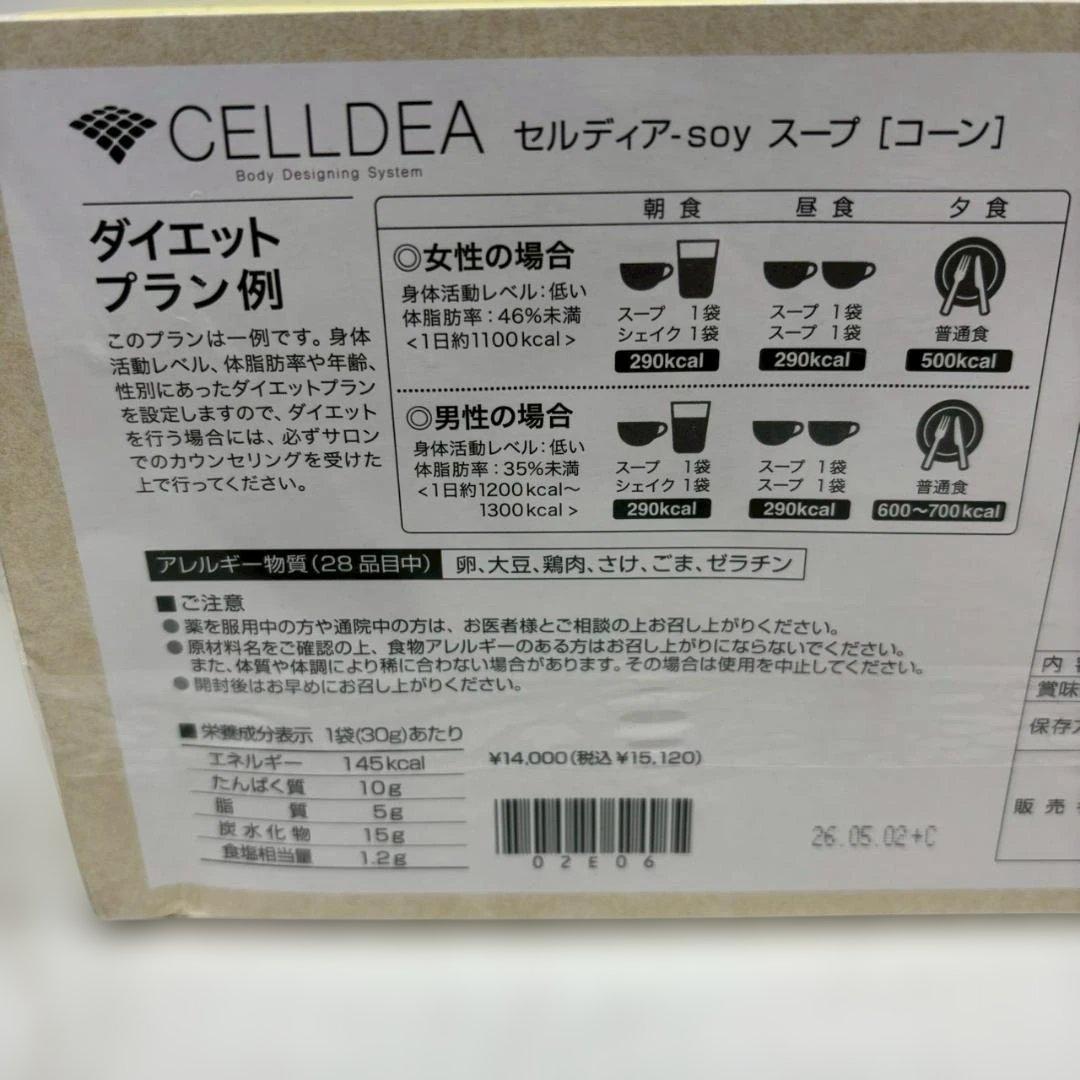 CELLDEA セルディア-soy スープ [コーン]
Body Designing System
ダイエット
プラン例
このプランは一例です。身体
活動レベル、体脂肪率や年齢、
性別にあったダイエットプラン
を設定しますので、ダイエット
を行う場合には、必ずサロン
でのカウンセリングを受けた
上で行ってください。
朝食 昼食 夕食
◎女性の場合
身体活動レベル:低い
体脂肪率:46%未満
<1日約1100kcal>
スープ 1袋
シェイク 1袋
290kcal
スープ 1袋
スープ 1袋
290kcal
普通食
500kcal
◎男性の場合
身体活動レベル:低い
体脂肪率:35%未満
<1日約1200kcal〜
1300kcal>
スープ 1袋
シェイク 1袋
290kcal
スープ 1袋
スープ 1袋
290kcal
普通食
600〜700kcal
アレルギー物質(28品目中) 卵、大豆、鶏肉、さけ、ごま、ゼラチン
■ご注意
●薬を服用中の方や通院中の方は、お医者様とご相談の上お召し上がりください。
●原材料名をご確認の上、食物アレルギーのある方はお召し上がりにならないでください。
また、体質や体調により稀に合わない場合があります。その場合は使用を中止してください。
●開封後はお早めにお召し上がりください。
■栄養成分表示 1袋(30g)あたり
エネルギー 145kcal
たんぱく質 10g
脂質 5g
炭水化物 15g
食塩相当量 1.2g
¥14,000(税込¥15,120)
02E06
26.05.02+C
内
賞味
保存
販売